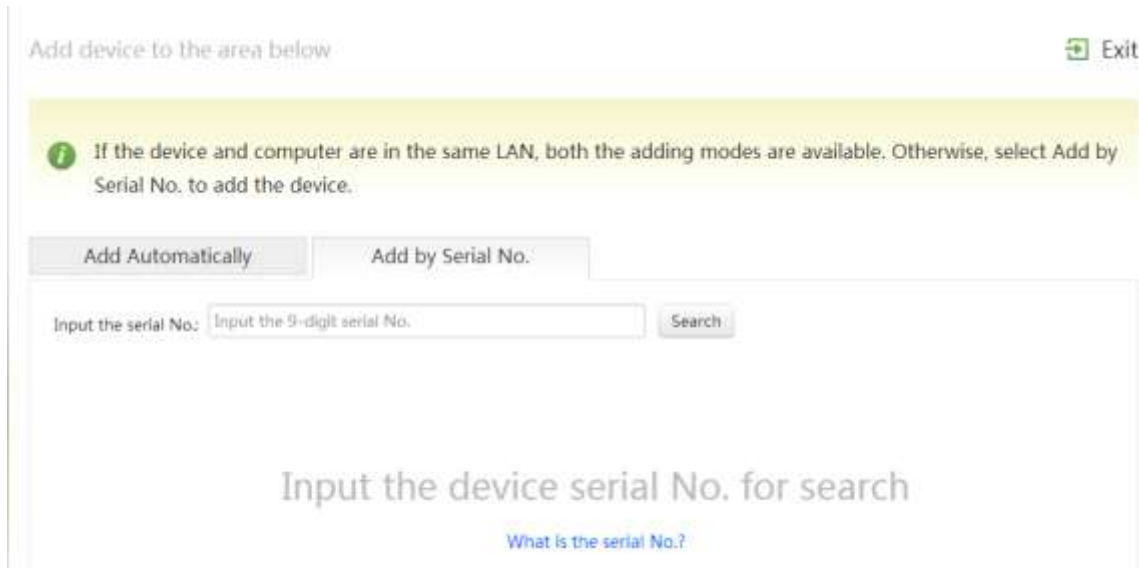 Add device to the area below
Exit
If the device and computer are in the same LAN, both the adding modes are available. Otherwise, select Add by
Serial No. to add the device.
Add Automatically
Add by Serial No.
Input the serial No.: Input the 9-digit serial No.
Search
Input the device serial No. for search
What is the serial No.?